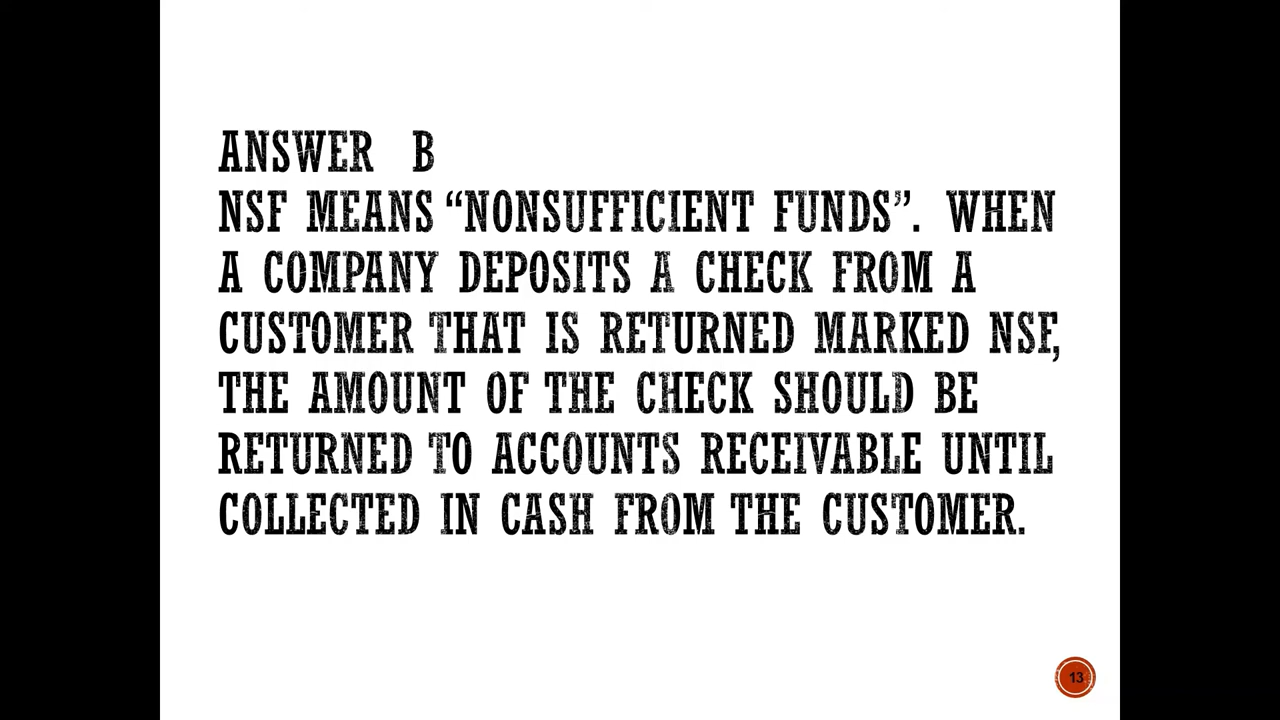 ANSWER B
NSF MEANS “NONSUFFICIENT FUNDS”. WHEN
A COMPANY DEPOSITS A CHECK FROM A
CUSTOMER THAT IS RETURNED MARKED NSF,
THE AMOUNT OF THE CHECK SHOULD BE
RETURNED TO ACCOUNTS RECEIVABLE UNTIL
COLLECTED IN CASH FROM THE CUSTOMER.
13